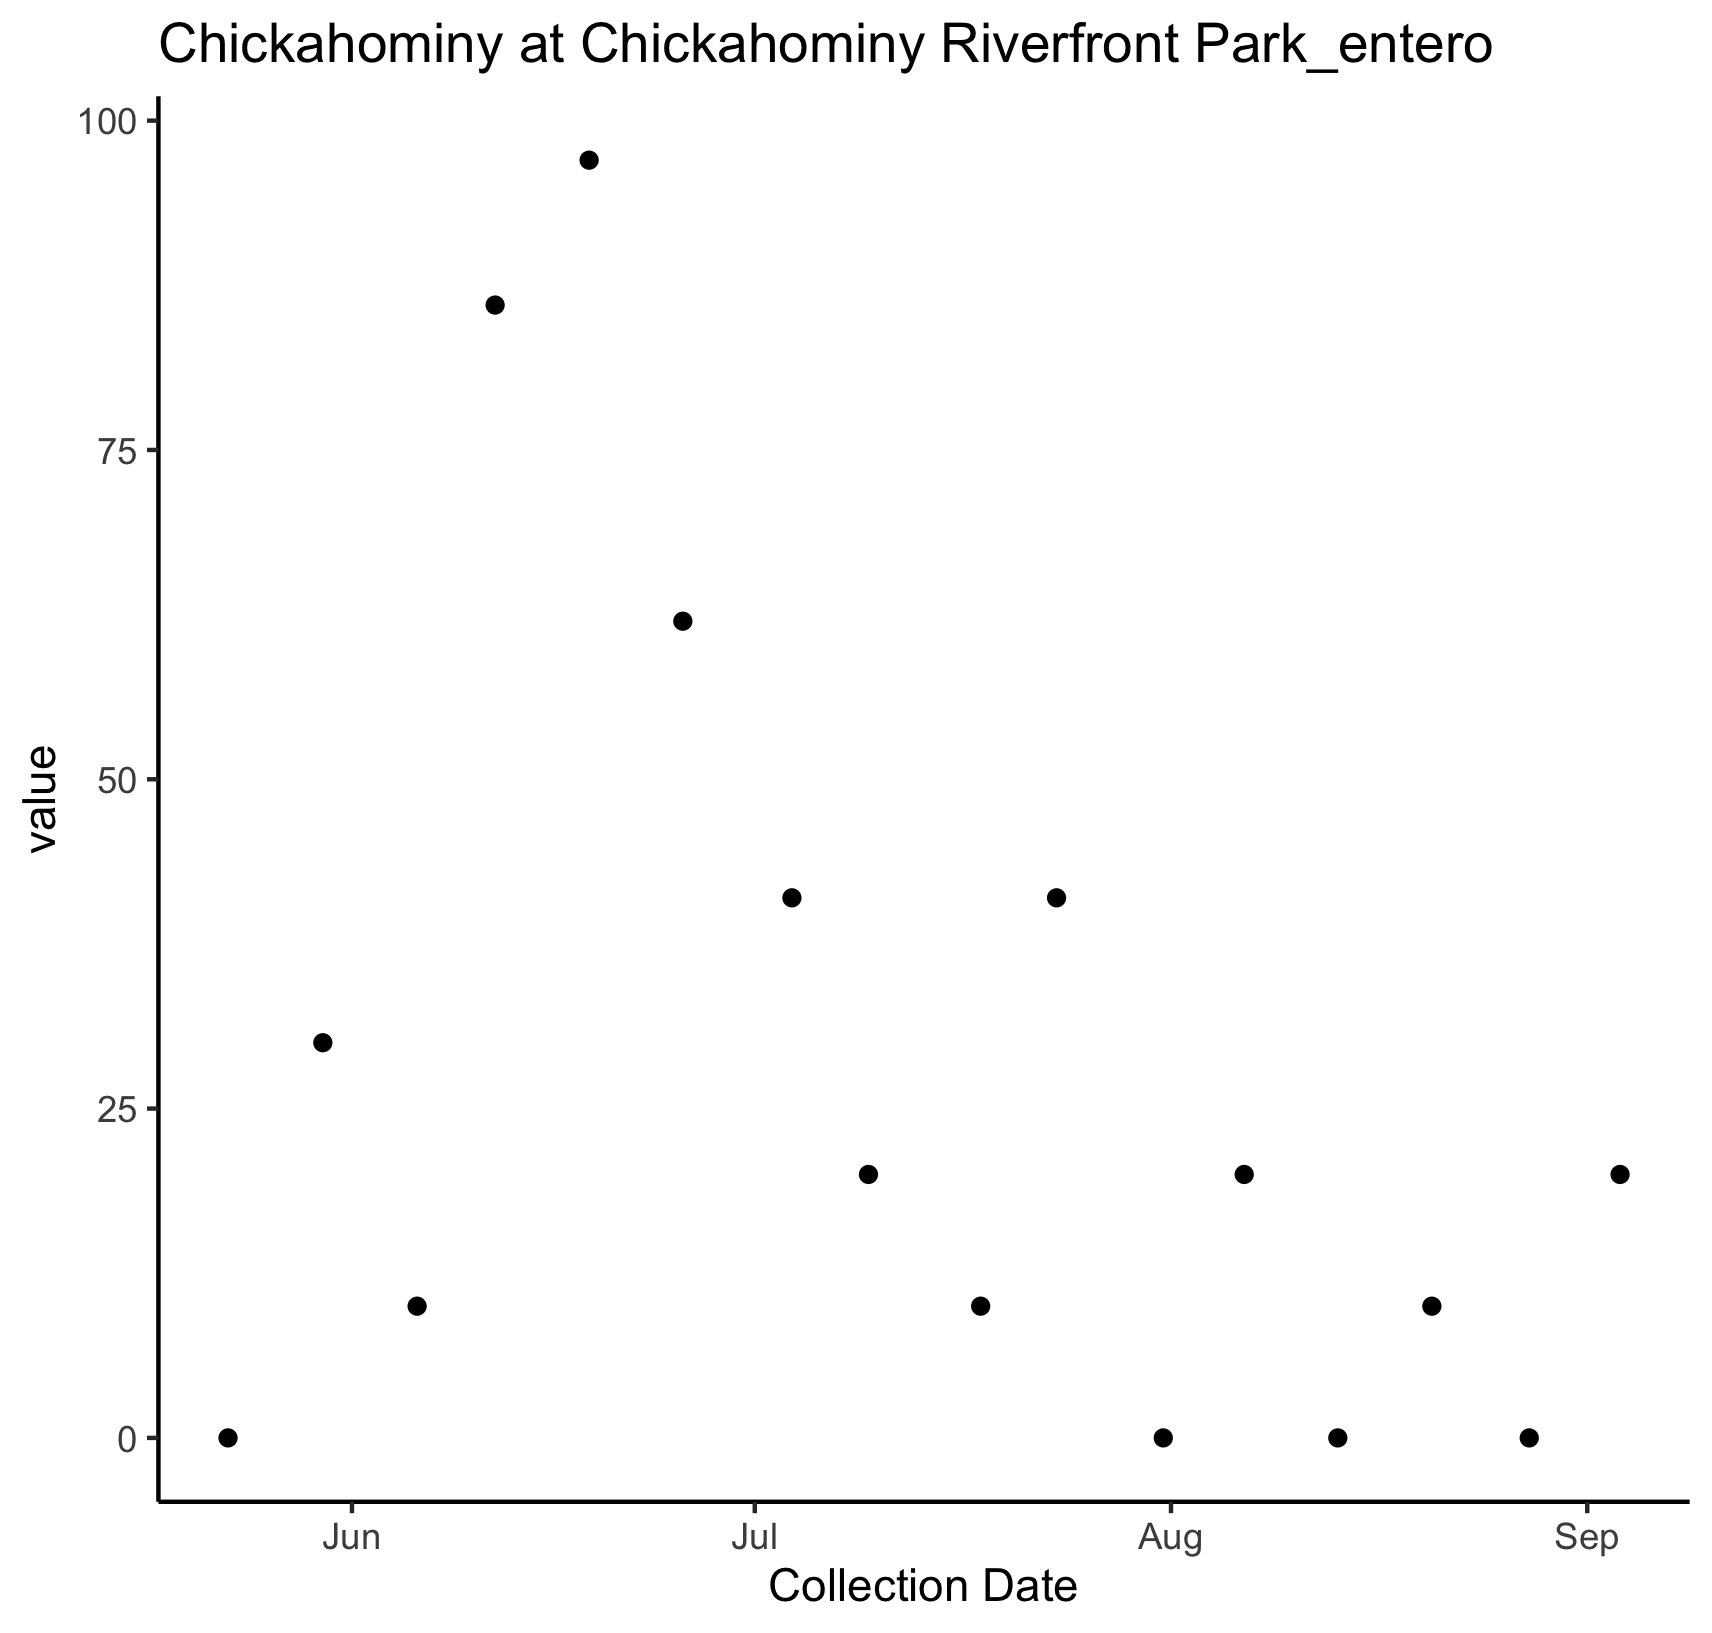 Chickahominy at Chickahominy Riverfront Park_entero
100
75
50
25
0
value
Jun Jul Aug Sep
Collection Date